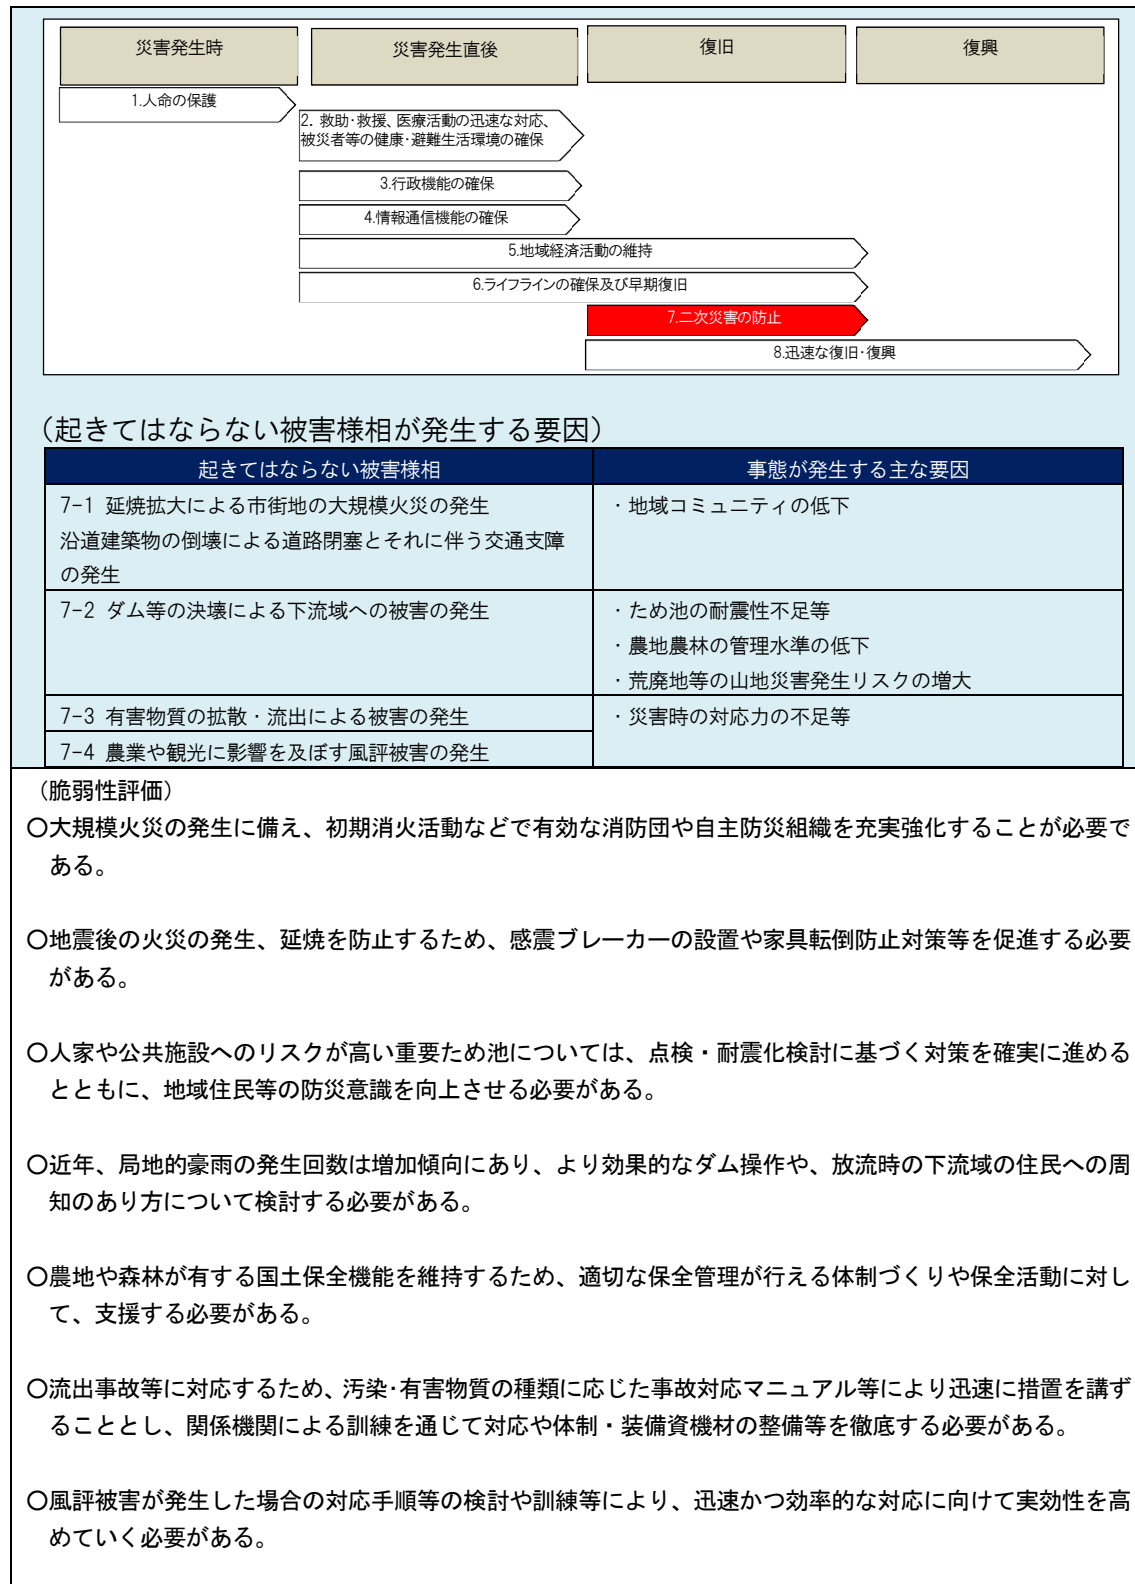 災害発生時
災害発生直後
復旧
復興
1.人命の保護
2. 救助･救援、医療活動の迅速な対応、
被災者等の健康･避難生活環境の確保
3.行政機能の確保
4.情報通信機能の確保
5.地域経済活動の維持
6.ライフラインの確保及び早期復旧
7.二次災害の防止
8.迅速な復旧･復興
（起きてはならない被害様相が発生する要因）
起きてはならない被害様相
事態が発生する主な要因
7-1 延焼拡大による市街地の大規模火災の発生
沿道建築物の倒壊による道路閉塞とそれに伴う交通支障
の発生
・地域コミュニティの低下
7-2 ダム等の決壊による下流域への被害の発生
・ため池の耐震性不足等
・農地農林の管理水準の低下
・荒廃地等の山地災害発生リスクの増大
7-3 有害物質の拡散・流出による被害の発生
・災害時の対応力の不足等
7-4 農業や観光に影響を及ぼす風評被害の発生
（脆弱性評価）
〇大規模火災の発生に備え、初期消火活動などで有効な消防団や自主防災組織を充実強化することが必要で
ある。
〇地震後の火災の発生、延焼を防止するため、感震ブレーカーの設置や家具転倒防止対策等を促進する必要
がある。
〇人家や公共施設へのリスクが高い重要ため池については、点検・耐震化検討に基づく対策を確実に進める
とともに、地域住民等の防災意識を向上させる必要がある。
〇近年、局地的豪雨の発生回数は増加傾向にあり、より効果的なダム操作や、放流時の下流域の住民への周
知のあり方について検討する必要がある。
〇農地や森林が有する国土保全機能を維持するため、適切な保全管理が行える体制づくりや保全活動に対し
て、支援する必要がある。
〇流出事故等に対応するため、汚染･有害物質の種類に応じた事故対応マニュアル等により迅速に措置を講ず
ることとし、関係機関による訓練を通じて対応や体制・装備資機材の整備等を徹底する必要がある。
〇風評被害が発生した場合の対応手順等の検討や訓練等により、迅速かつ効率的な対応に向けて実効性を高
めていく必要がある。